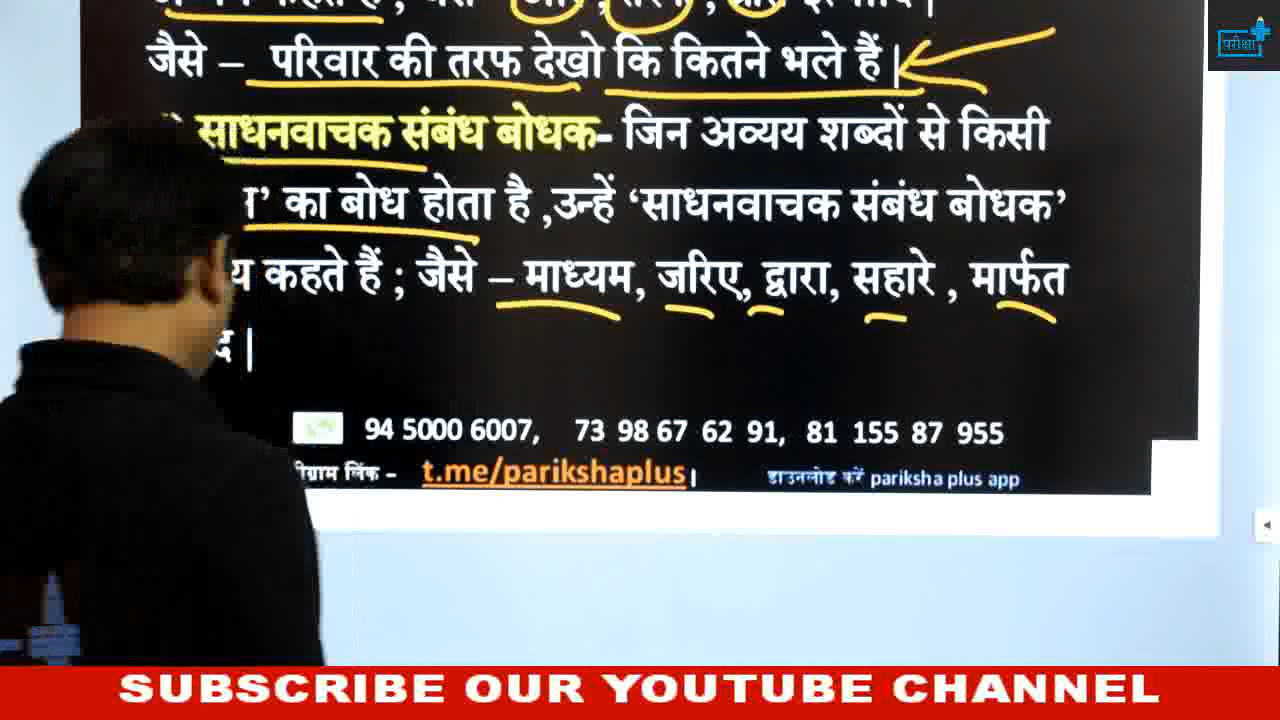 परीक्षा
जैसे – परिवार की तरफ देखो कि कितने भले हैं |
साधनवाचक संबंध बोधक- जिन अव्यय शब्दों से किसी
का बोध होता है ,उन्हें ‘साधनवाचक संबंध बोधक’
कहते हैं ; जैसे – माध्यम, जरिए, द्वारा, सहारे , मार्फत
94 5000 6007, 73 98 67 62 91, 81 155 87 955
लिंक – t.me/parikshaplus| डाउनलोड करें pariksha plus app
SUBSCRIBE OUR YOUTUBE CHANNEL